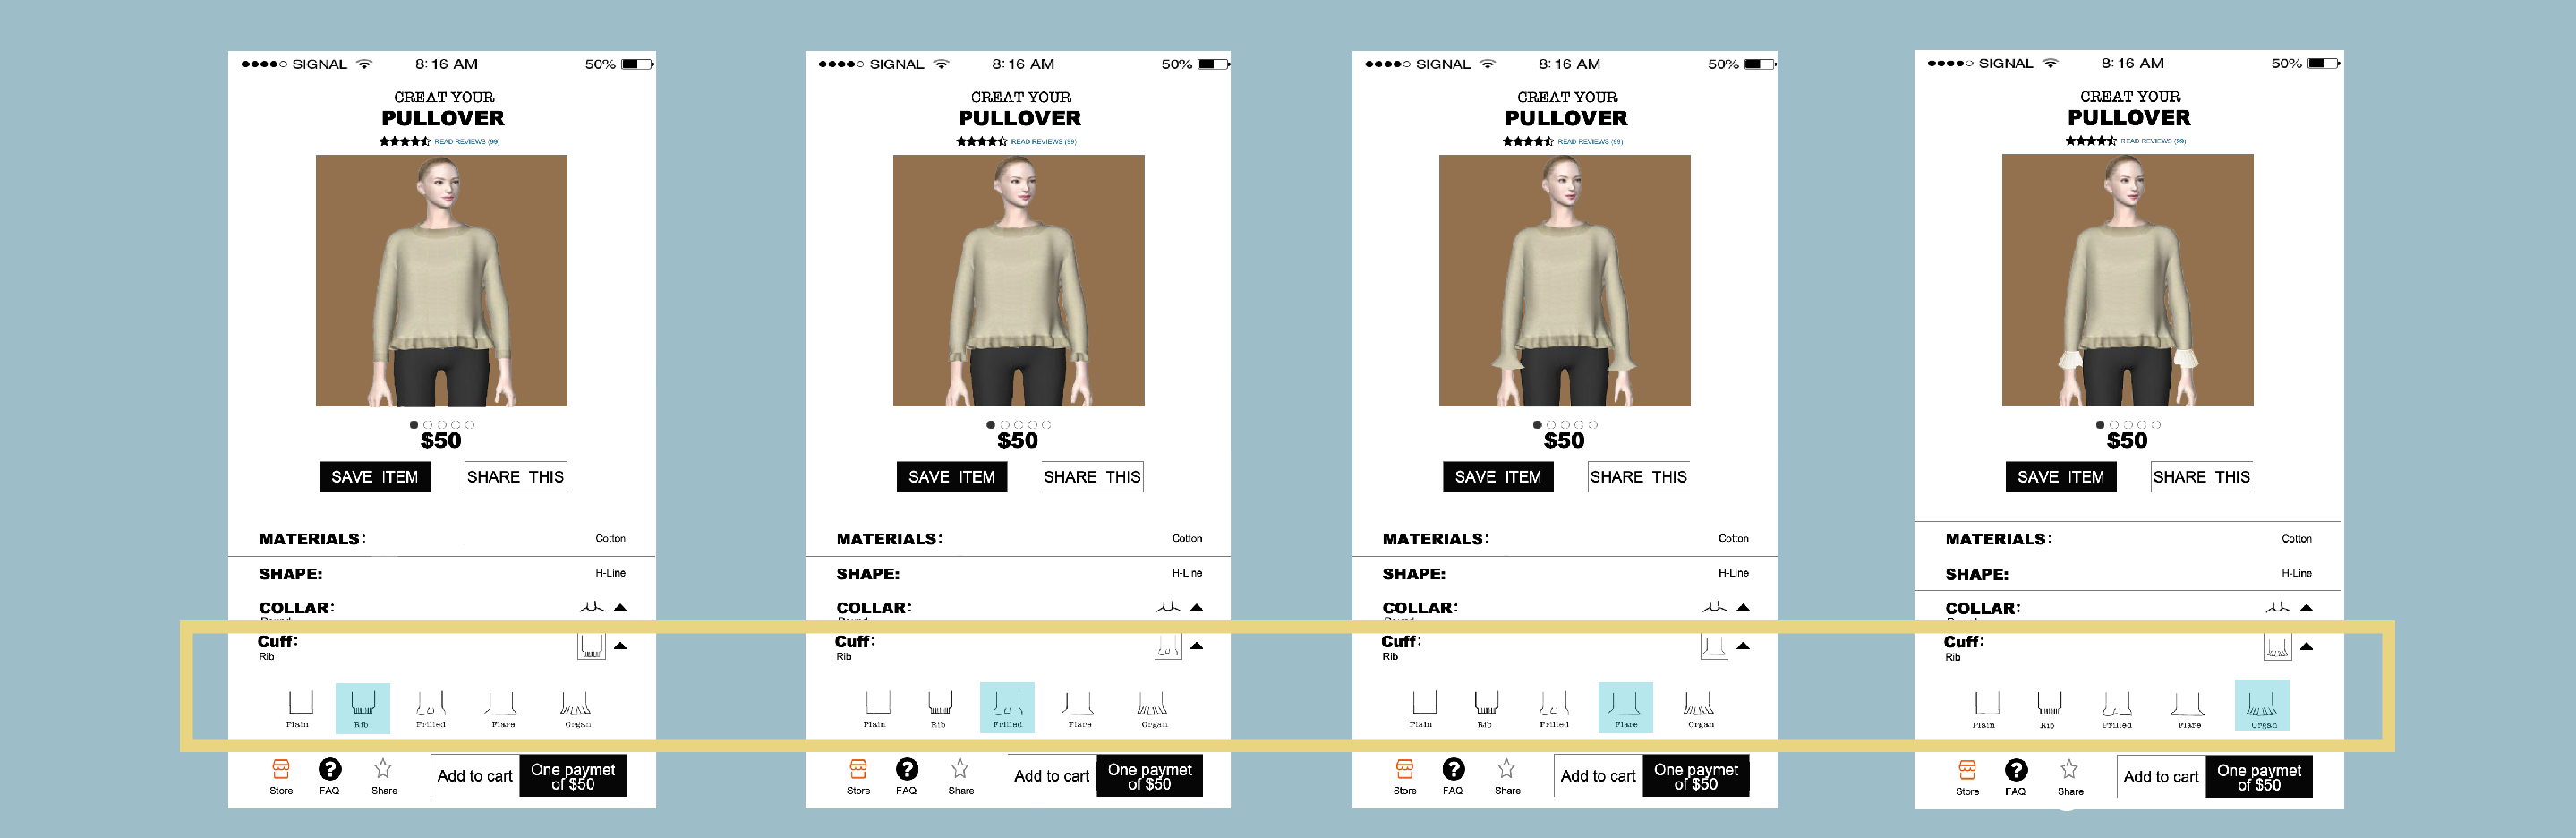 SIGNAL 8:16 AM 50%
CREAT YOUR
PULLOVER
READ REVIEWS (99)
$50
SAVE ITEM SHARE THIS
MATERIALS: Cotton
SHAPE: H-Line
COLLAR:
Cuff:
Rib
Plain Rib Frilled Flare Organ
Store FAQ Share
Add to cart
One paymet
of $50
SIGNAL 8:16 AM 50%
CREAT YOUR
PULLOVER
READ REVIEWS (99)
$50
SAVE ITEM SHARE THIS
MATERIALS: Cotton
SHAPE: H-Line
COLLAR:
Cuff:
Rib
Plain Rib Frilled Flare Organ
Store FAQ Share
Add to cart
One paymet
of $50
SIGNAL 8:16 AM 50%
CREAT YOUR
PULLOVER
READ REVIEWS (99)
$50
SAVE ITEM SHARE THIS
MATERIALS: Cotton
SHAPE: H-Line
COLLAR:
Cuff:
Rib
Plain Rib Frilled Flare Organ
Store FAQ Share
Add to cart
One paymet
of $50
SIGNAL 8:16 AM 50%
CREAT YOUR
PULLOVER
READ REVIEWS (99)
$50
SAVE ITEM SHARE THIS
MATERIALS: Cotton
SHAPE: H-Line
COLLAR:
Cuff:
Rib
Plain Rib Frilled Flare Organ
Store FAQ Share
Add to cart
One paymet
of $50